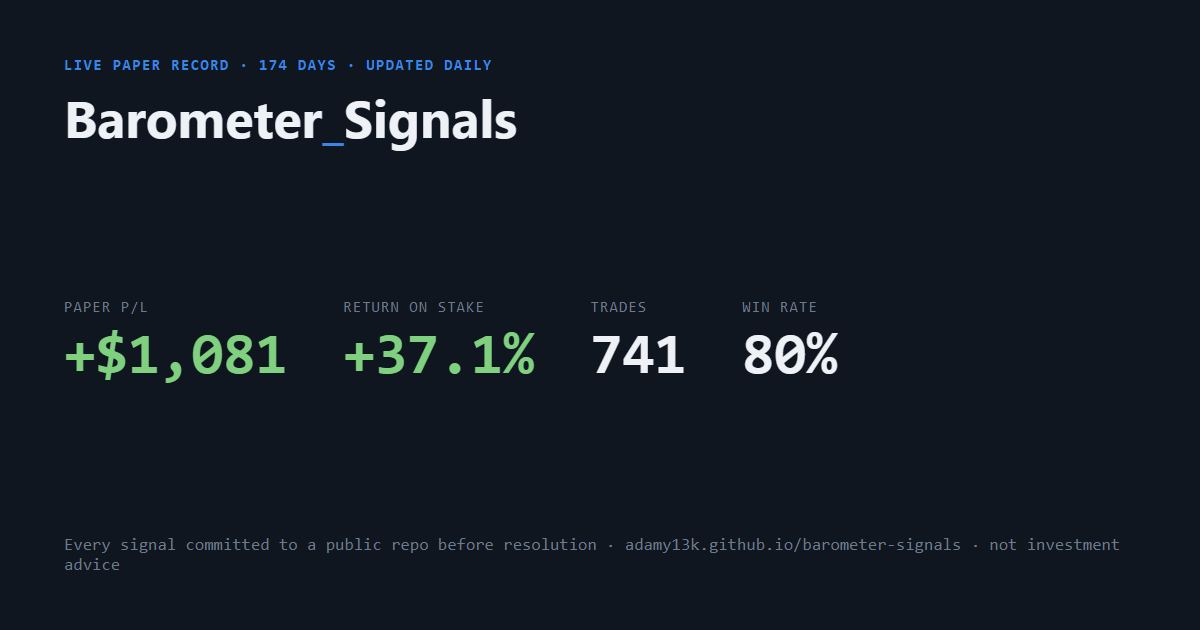 LIVE PAPER RECORD · 174 DAYS · UPDATED DAILY
Barometer_Signals
PAPER P/L
+$1,081
RETURN ON STAKE
+37.1%
TRADES
741
WIN RATE
80%
Every signal committed to a public repo before resolution · adamy13k.github.io/barometer-signals · not investment
advice